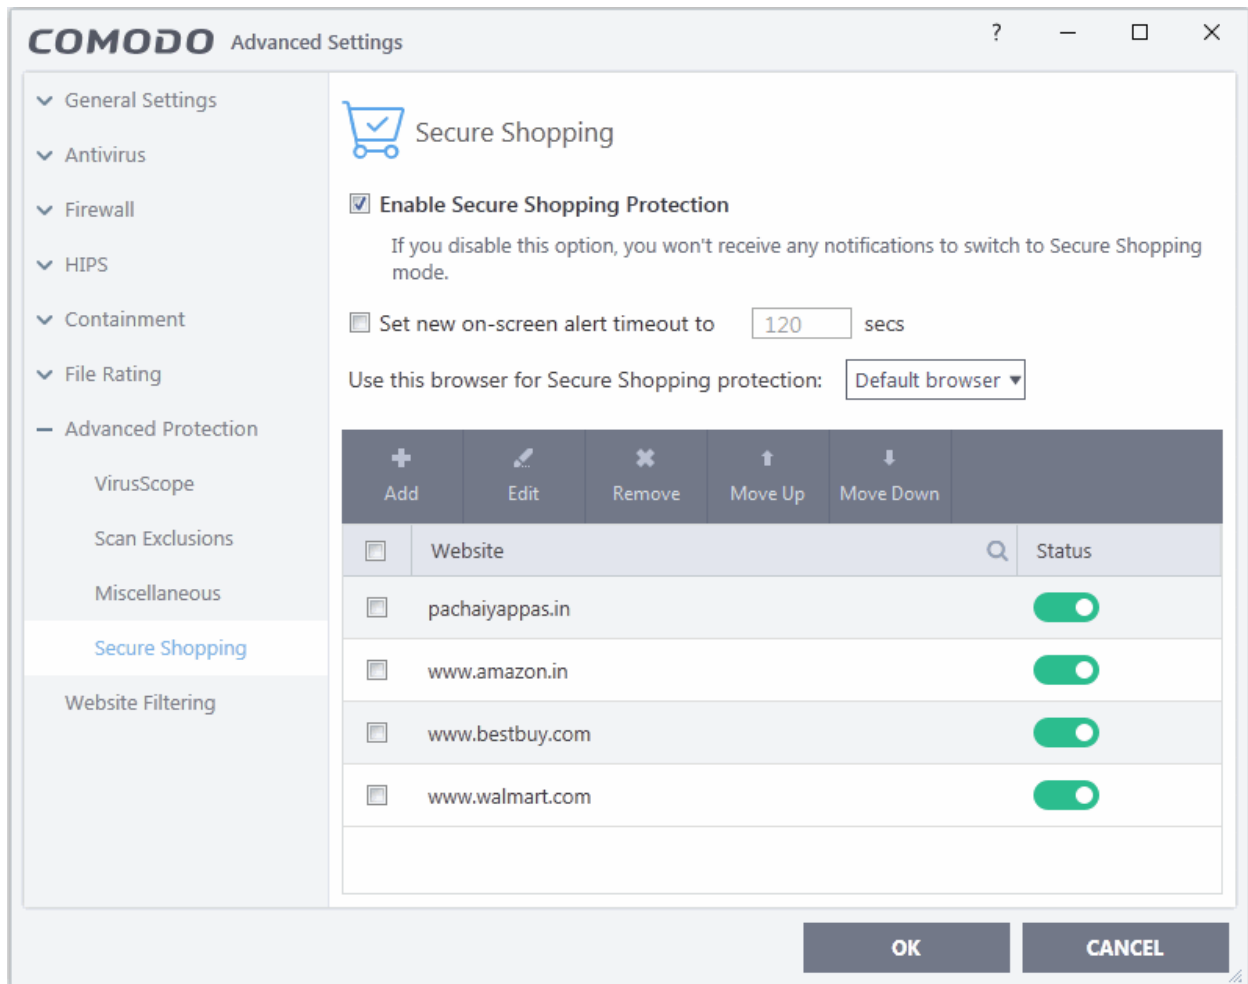 COMODO Advanced Settings ?
General Settings
Antivirus
Firewall
HIPS
Containment
File Rating
Advanced Protection
VirusScope
Scan Exclusions
Miscellaneous
Secure Shopping
Website Filtering
Secure Shopping
Enable Secure Shopping Protection
If you disable this option, you won't receive any notifications to switch to Secure Shopping
mode.
Set new on-screen alert timeout to 120 secs
Use this browser for Secure Shopping protection: Default browser
Add Edit Remove Move Up Move Down
Website Status
pachaiyappas.in
www.amazon.in
www.bestbuy.com
www.walmart.com
OK CANCEL